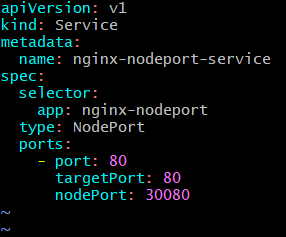 apiVersion: v1
kind: Service
metadata:
  name: nginx-nodeport-service
spec:
  selector:
    app: nginx-nodeport
  type: NodePort
  ports:
    - port: 80
      targetPort: 80
      nodePort: 30080
~
~